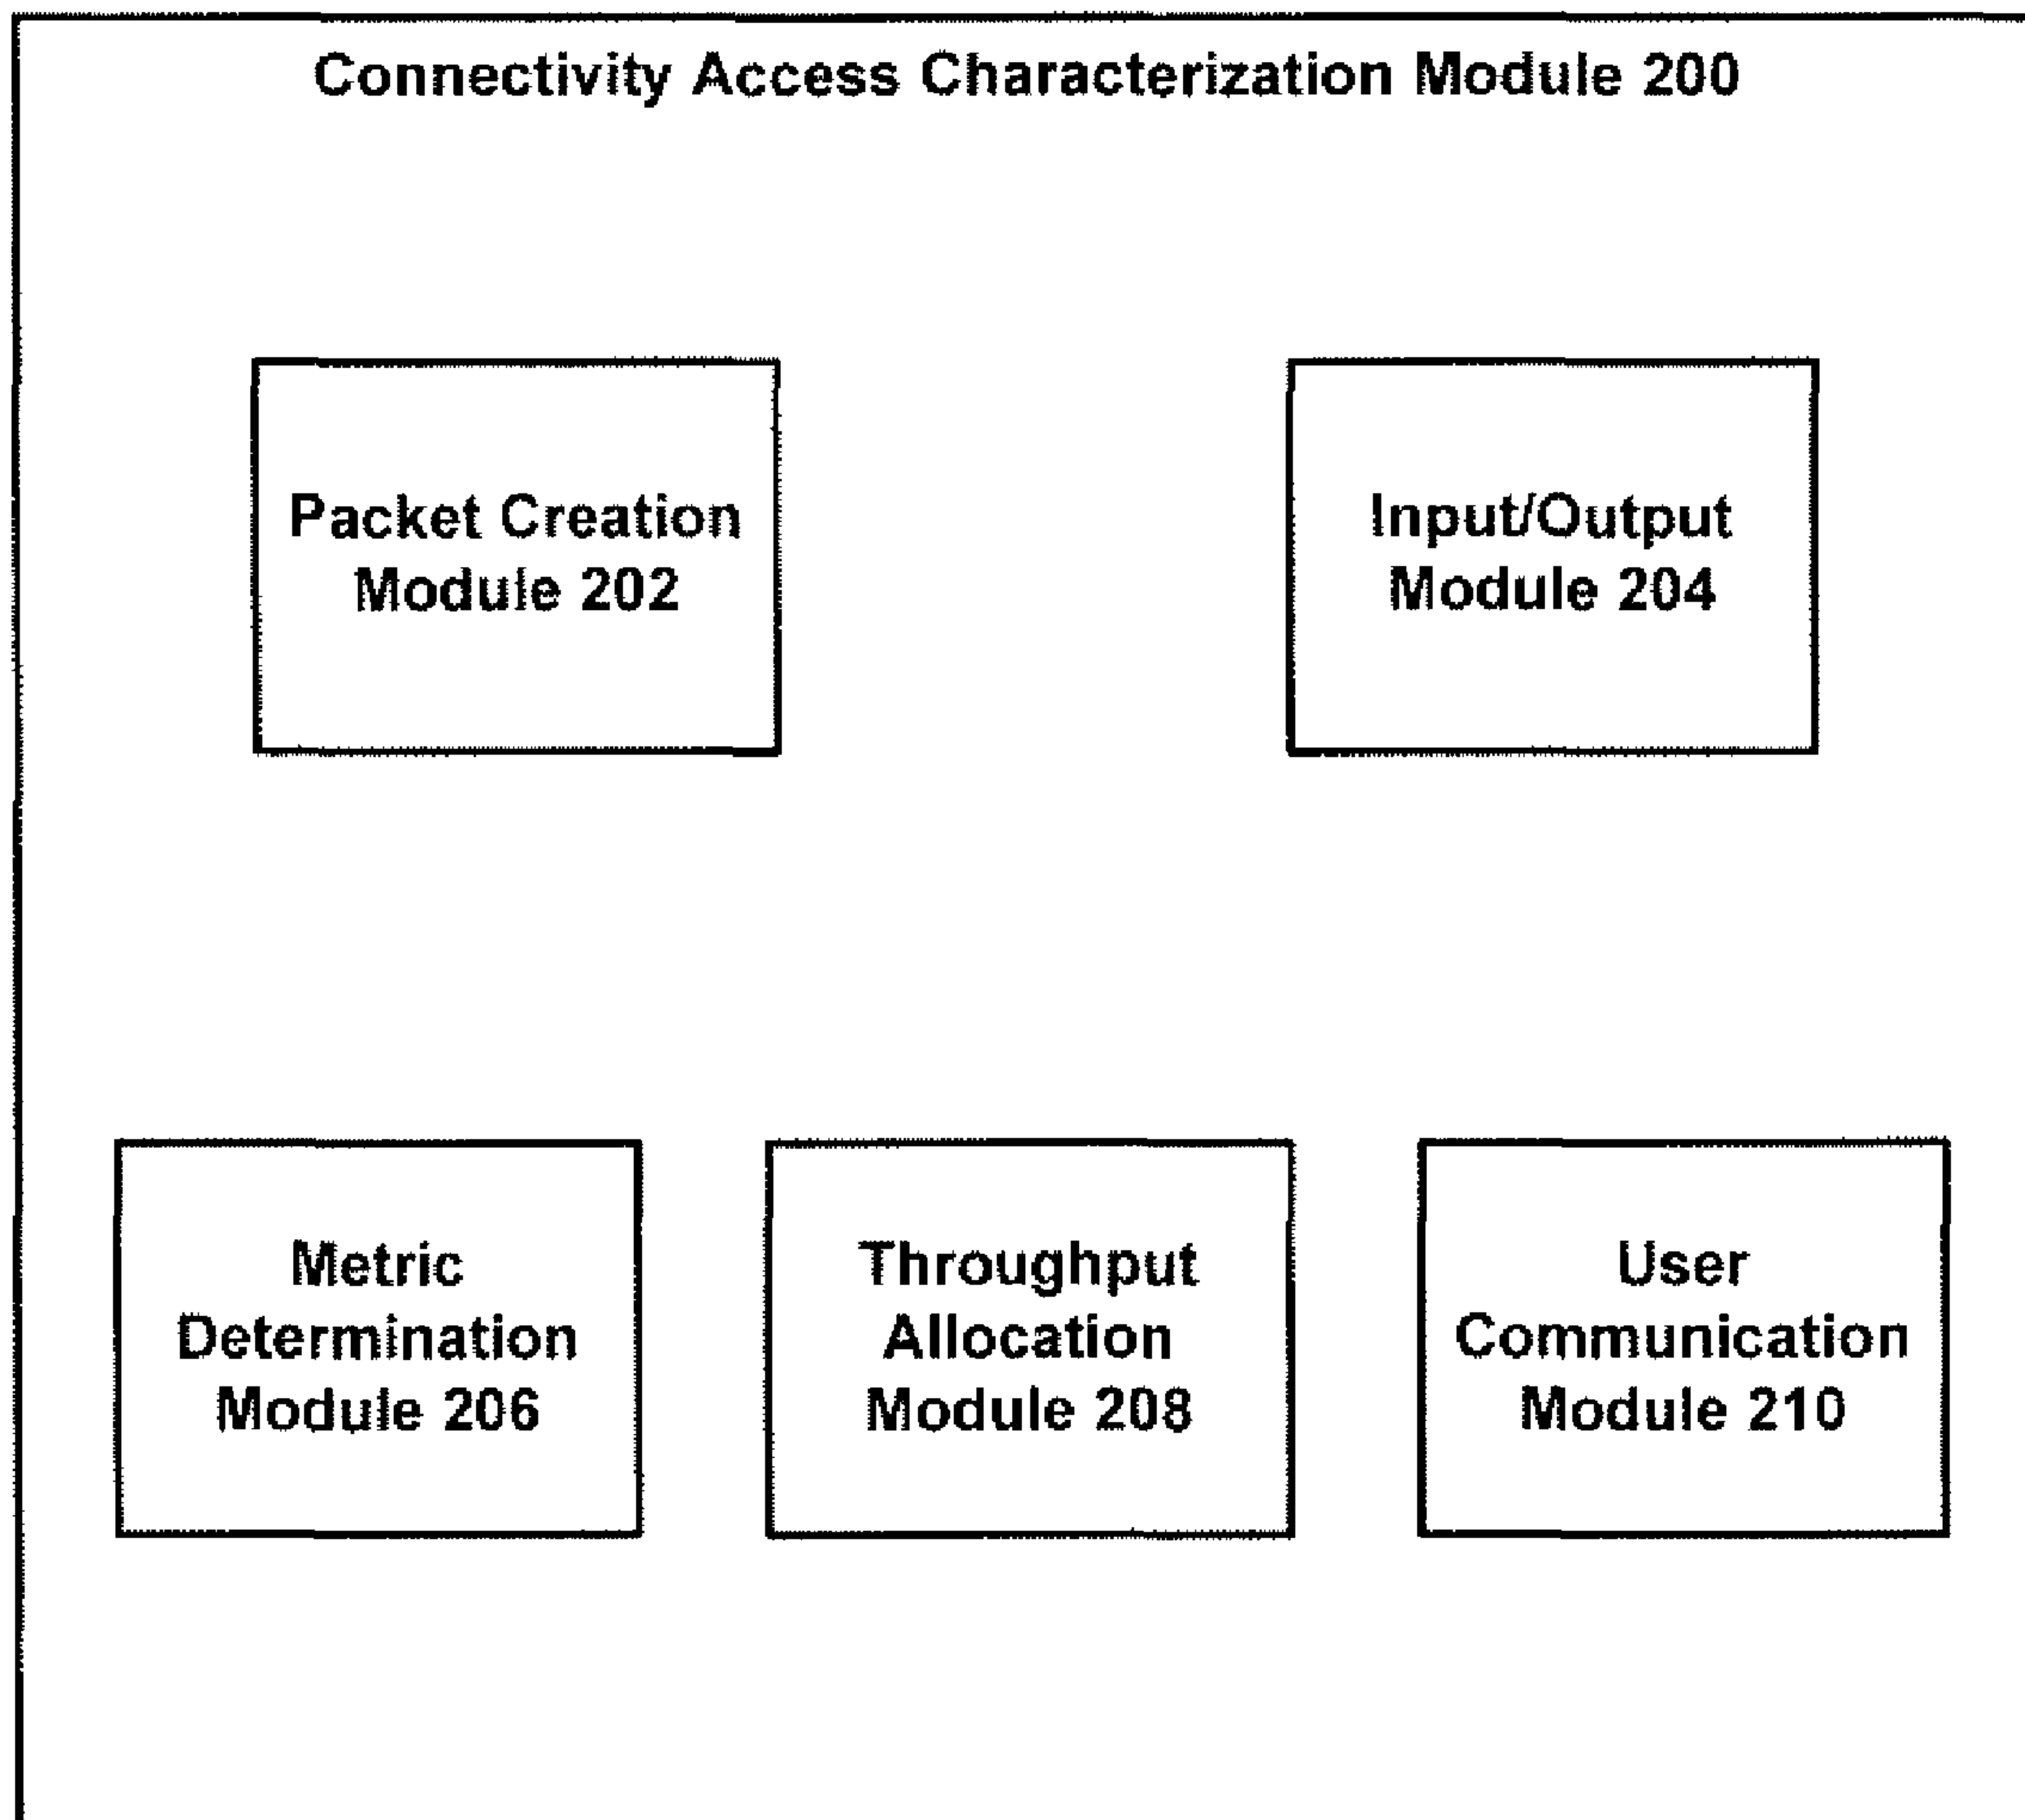 Connectivity Access Characterization Module 200
Packet Creation
Module 202
Input/Output
Module 204
Metric
Determination
Module 206
Throughput
Allocation
Module 208
User
Communication
Module 210